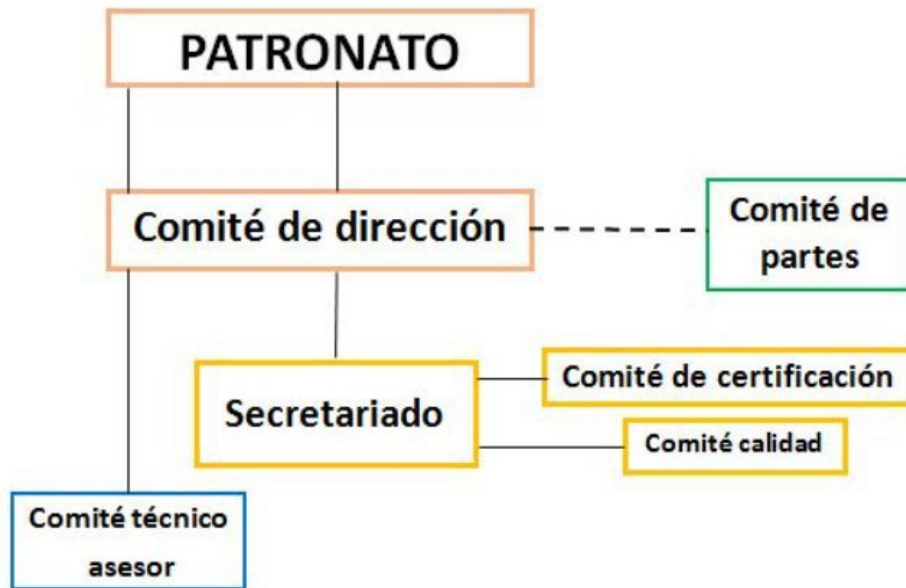 PATRONATO
Comité de dirección
Comité de
partes
Comité de certificación
Secretariado
Comité calidad
Comité técnico
asesor